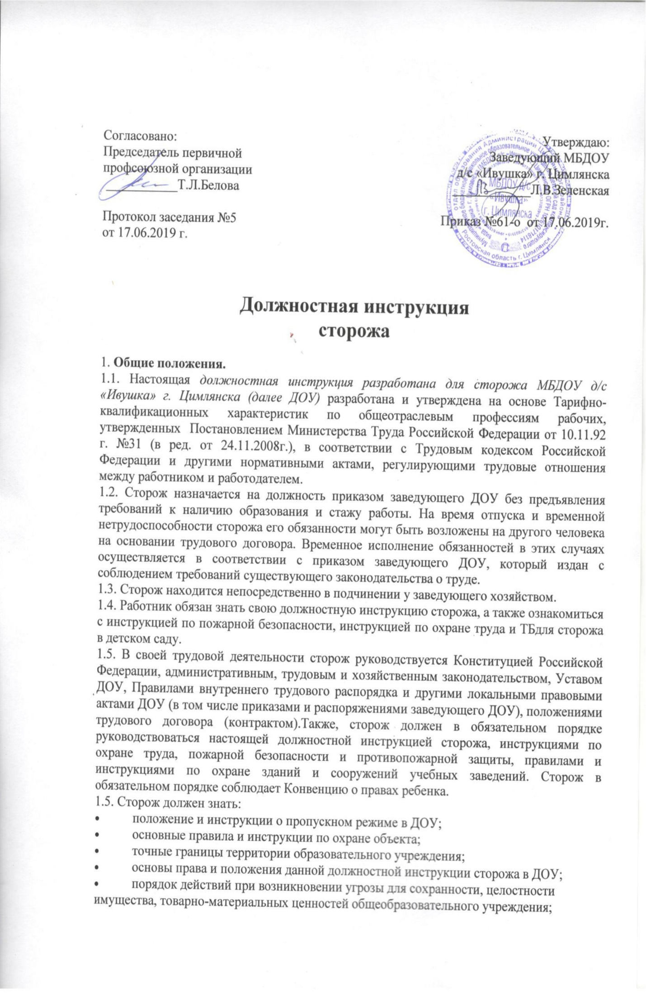 Согласовано:
Председатель первичной
профсоюзной организации
____________Т.Л.Белова
Протокол заседания №5
от 17.06.2019 г.
Утверждаю:
Заведующий МБДОУ
д/с «Ивушка» г. Цимлянска
_____________Л.В.Зеленская
Приказ №61-о от 17.06.2019г.
отдел образования Администрации Цимлянского района
Ростовская область г. Цимлянск
ОГРН 1026101716114
МБДОУ д/с
«Ивушка»
г. Цимлянска
Должностная инструкция
сторожа
1. Общие положения.
1.1. Настоящая должностная инструкция разработана для сторожа МБДОУ д/с
«Ивушка» г. Цимлянска (далее ДОУ) разработана и утверждена на основе Тарифно-
квалификационных характеристик по общеотраслевым профессиям рабочих,
утвержденных Постановлением Министерства Труда Российской Федерации от 10.11.92
г. №31 (в ред. от 24.11.2008г.), в соответствии с Трудовым кодексом Российской
Федерации и другими нормативными актами, регулирующими трудовые отношения
между работником и работодателем.
1.2. Сторож назначается на должность приказом заведующего ДОУ без предъявления
требований к наличию образования и стажу работы. На время отпуска и временной
нетрудоспособности сторожа его обязанности могут быть возложены на другого человека
на основании трудового договора. Временное исполнение обязанностей в этих случаях
осуществляется в соответствии с приказом заведующего ДОУ, который издан с
соблюдением требований существующего законодательства о труде.
1.3. Сторож находится непосредственно в подчинении у заведующего хозяйством.
1.4. Работник обязан знать свою должностную инструкцию сторожа, а также ознакомиться
с инструкцией по пожарной безопасности, инструкцией по охране труда и ТБдля сторожа
в детском саду.
1.5. В своей трудовой деятельности сторож руководствуется Конституцией Российской
Федерации, административным, трудовым и хозяйственным законодательством, Уставом
ДОУ, Правилами внутреннего трудового распорядка и другими локальными правовыми
актами ДОУ (в том числе приказами и распоряжениями заведующего ДОУ), положениями
трудового договора (контрактом).Также, сторож должен в обязательном порядке
руководствоваться настоящей должностной инструкцией сторожа, инструкциями по
охране труда, пожарной безопасности и противопожарной защиты, правилами и
инструкциями по охране зданий и сооружений учебных заведений. Сторож в
обязательном порядке соблюдает Конвенцию о правах ребенка.
1.5. Сторож должен знать:
• положение и инструкции о пропускном режиме в ДОУ;
• основные правила и инструкции по охране объекта;
• точные границы территории образовательного учреждения;
• основы права и положения данной должностной инструкции сторожа в ДОУ;
• порядок действий при возникновении угрозы для сохранности, целостности
имущества, товарно-материальных ценностей общеобразовательного учреждения;